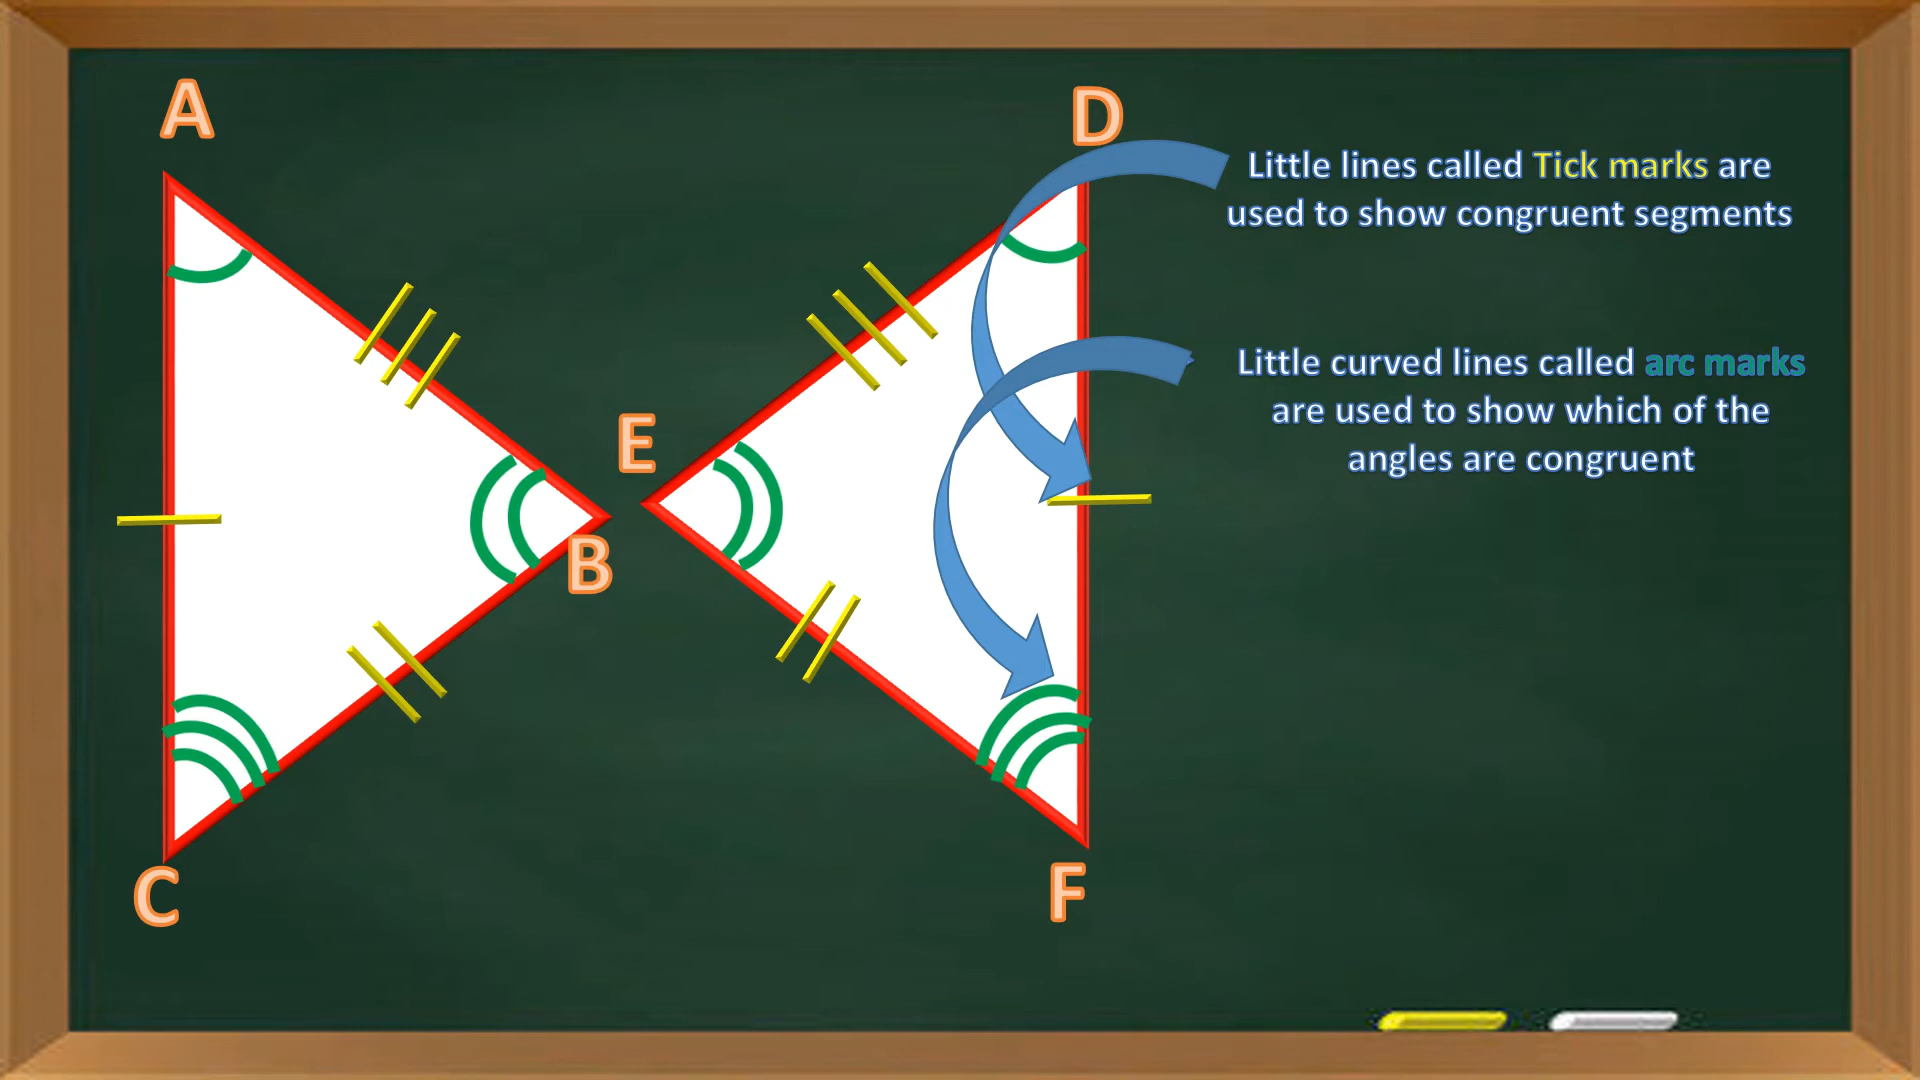 A
D
Little lines called Tick marks are
used to show congruent segments
Little curved lines called arc marks
are used to show which of the
angles are congruent
E
B
C
F